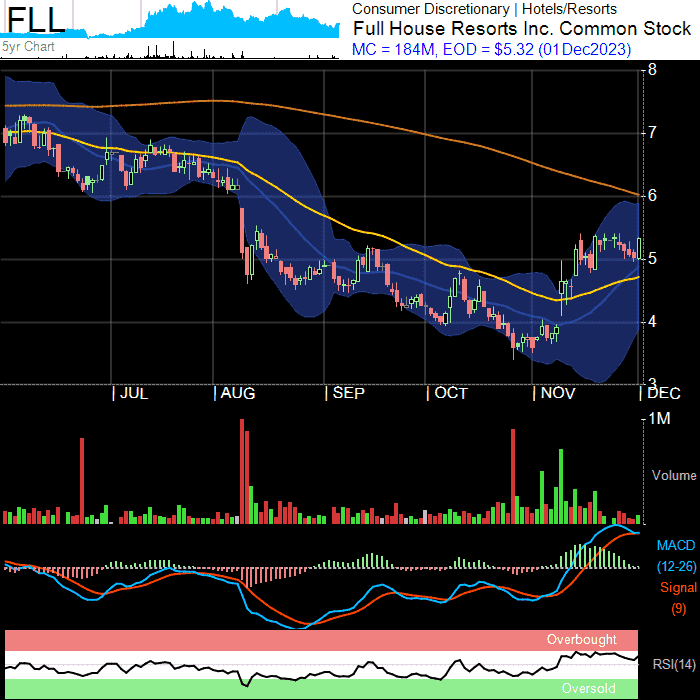 FLL
5yr Chart
Consumer Discretionary | Hotels/Resorts
Full House Resorts Inc. Common Stock
MC = 184M, EOD = $5.32 (01Dec2023)
8
7
6
5
4
3
JUL AUG SEP OCT NOV DEC
1M
Volume
MACD
(12-26)
Signal
(9)
Overbought
RSI(14)
Oversold